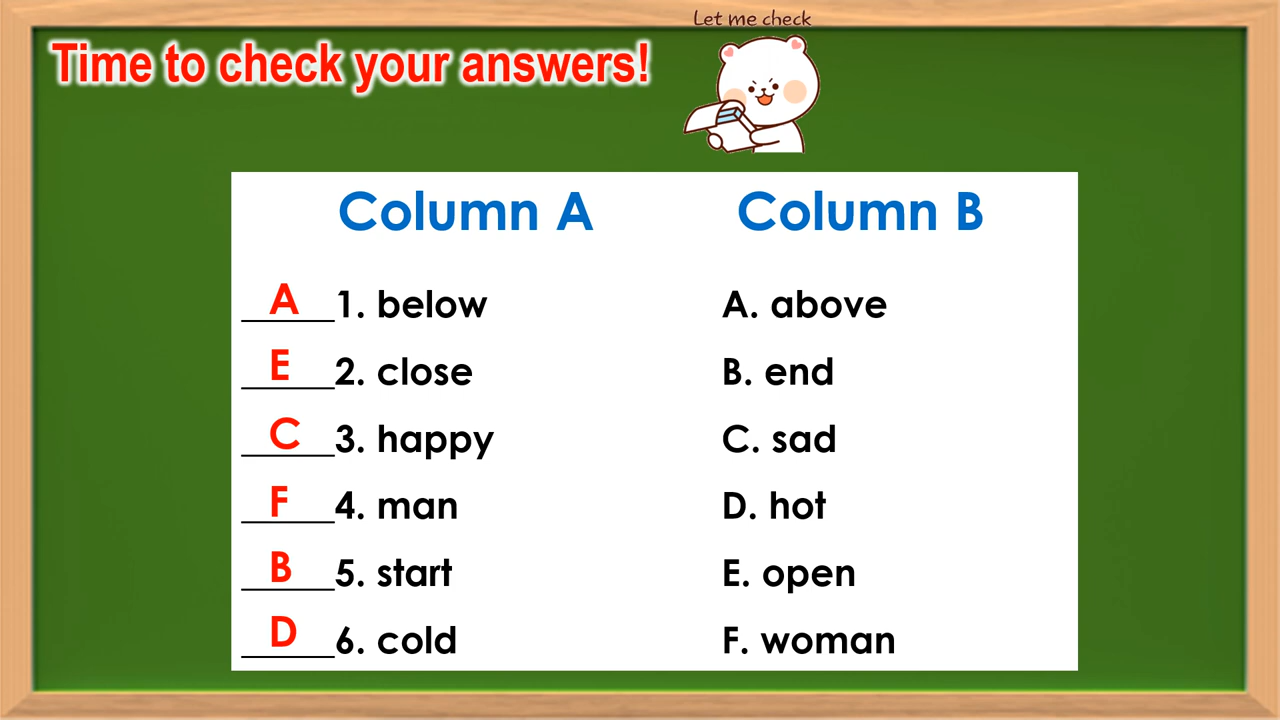 Let me check
Time to check your answers!
Column A Column B
A 1. below A. above
E 2. close B. end
C 3. happy C. sad
F 4. man D. hot
B 5. start E. open
D 6. cold F. woman